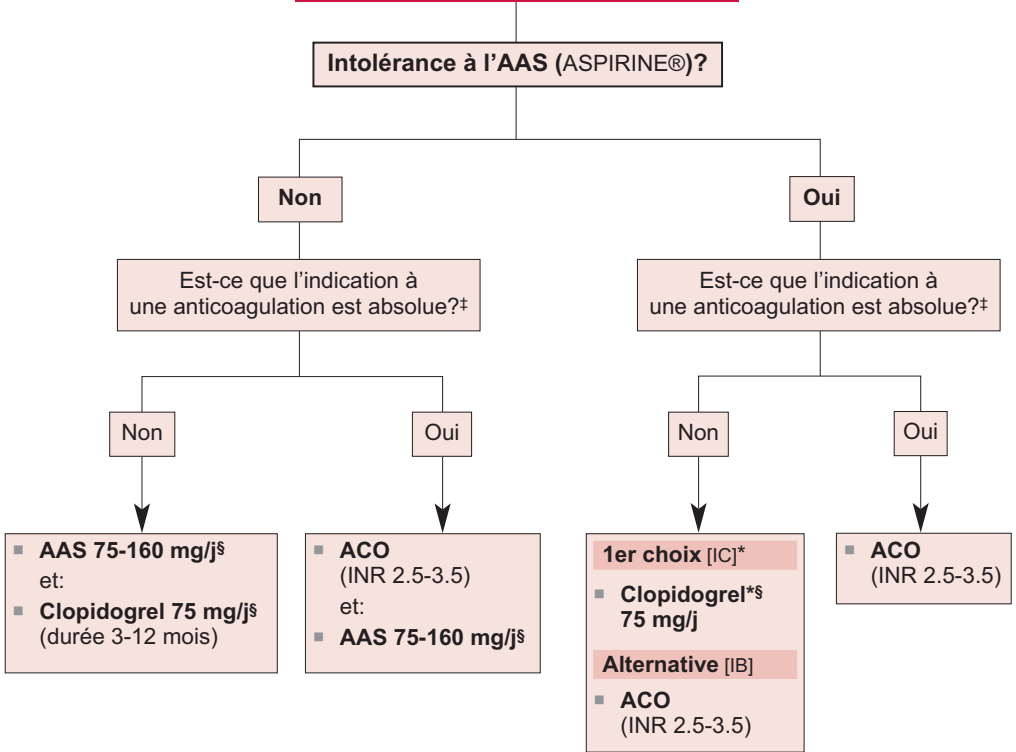 Intolérance à l'AAS (ASPIRINE®)?
Non
Oui
Est-ce que l'indication à
une anticoagulation est absolue?‡
Est-ce que l'indication à
une anticoagulation est absolue?‡
Non
Oui
Non
Oui
AAS 75-160 mg/j§
et:
Clopidogrel 75 mg/j§
(durée 3-12 mois)
ACO
(INR 2.5-3.5)
et:
AAS 75-160 mg/j§
1er choix [IC]*
Clopidogrel*§
75 mg/j
Alternative [IB]
ACO
(INR 2.5-3.5)
ACO
(INR 2.5-3.5)